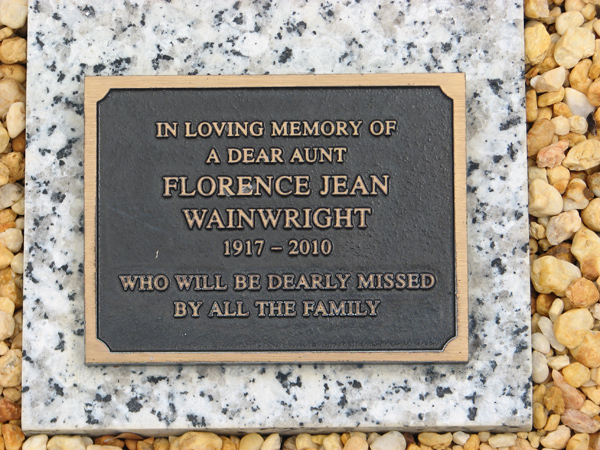 IN LOVING MEMORY OF
A DEAR AUNT
FLORENCE JEAN
WAINWRIGHT
1917 – 2010
WHO WILL BE DEARLY MISSED
BY ALL THE FAMILY